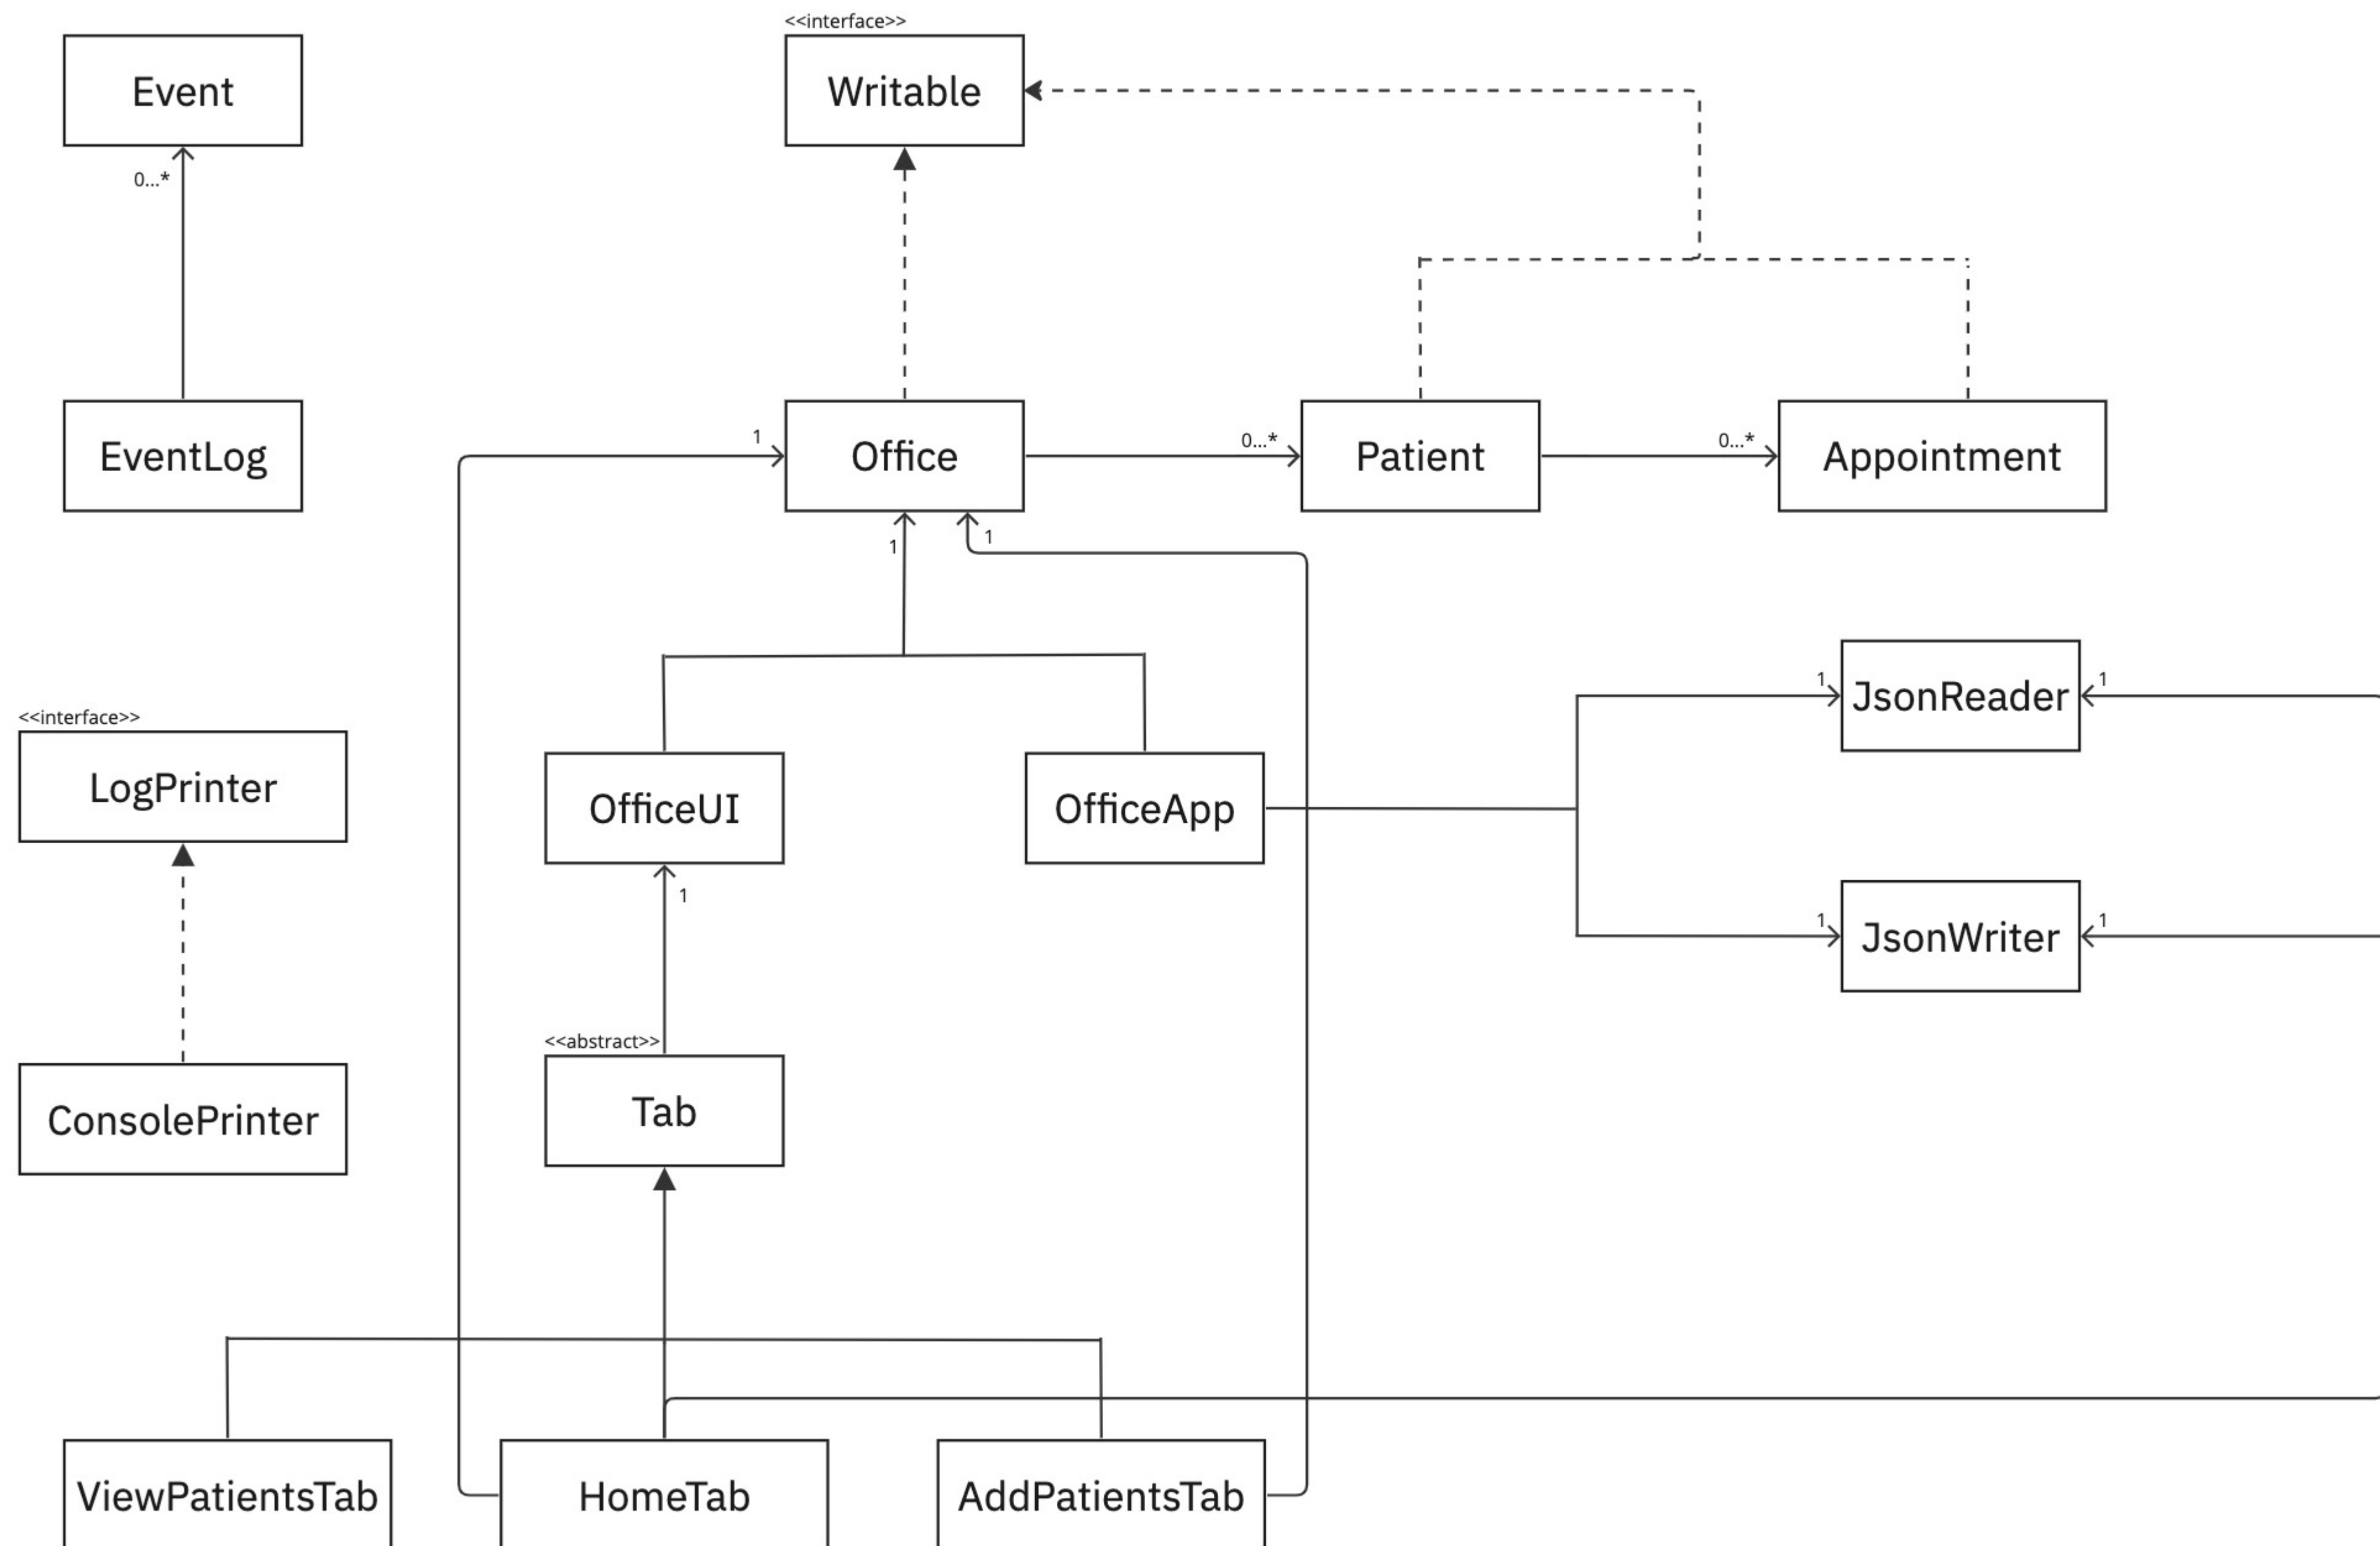 <<interface>>
Event
Writable
0...*
EventLog
1
Office
0...*
Patient
0...*
Appointment
1
1
<<interface>>
LogPrinter
OfficeUI
OfficeApp
1
JsonReader
1
1
1
JsonWriter
1
<<abstract>>
Tab
ConsolePrinter
ViewPatientsTab
HomeTab
AddPatientsTab